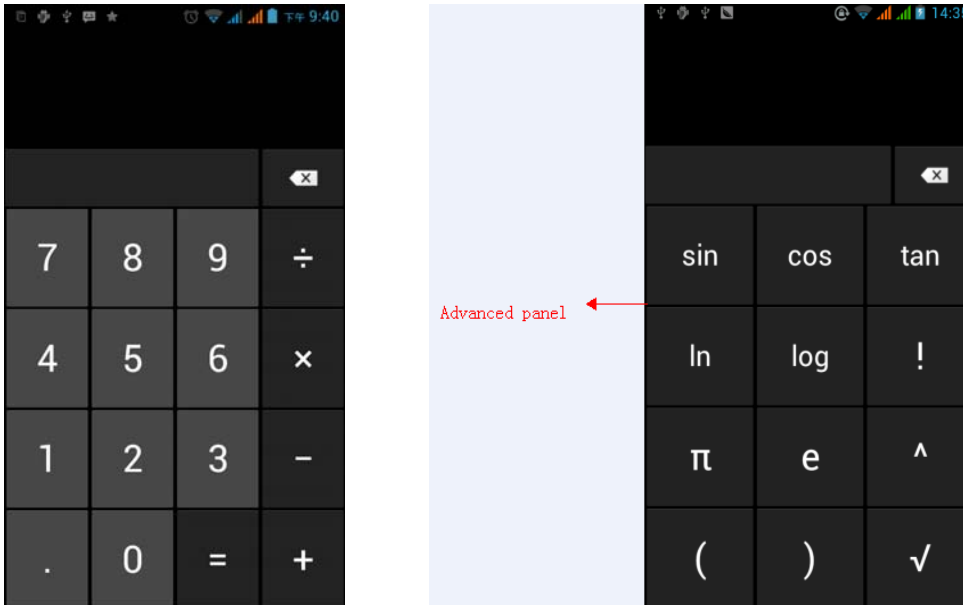 下午 9:40
7 8 9 ÷
4 5 6 ×
1 2 3 −
. 0 = +
Advanced panel
14:35
sin cos tan
ln log !
π e ^
( ) √